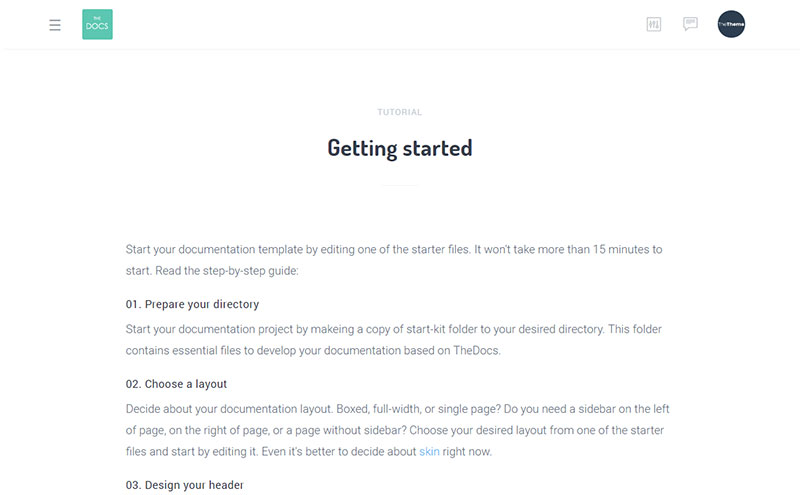 THE
DOCS
TheThema
TUTORIAL
Getting started
Start your documentation template by editing one of the starter files. It won't take more than 15 minutes to
start. Read the step-by-step guide:
01. Prepare your directory
Start your documentation project by makeing a copy of start-kit folder to your desired directory. This folder
contains essential files to develop your documentation based on TheDocs.
02. Choose a layout
Decide about your documentation layout. Boxed, full-width, or single page? Do you need a sidebar on the left
of page, on the right of page, or a page without sidebar? Choose your desired layout from one of the starter
files and start by editing it. Even it's better to decide about skin right now.
03. Design your header